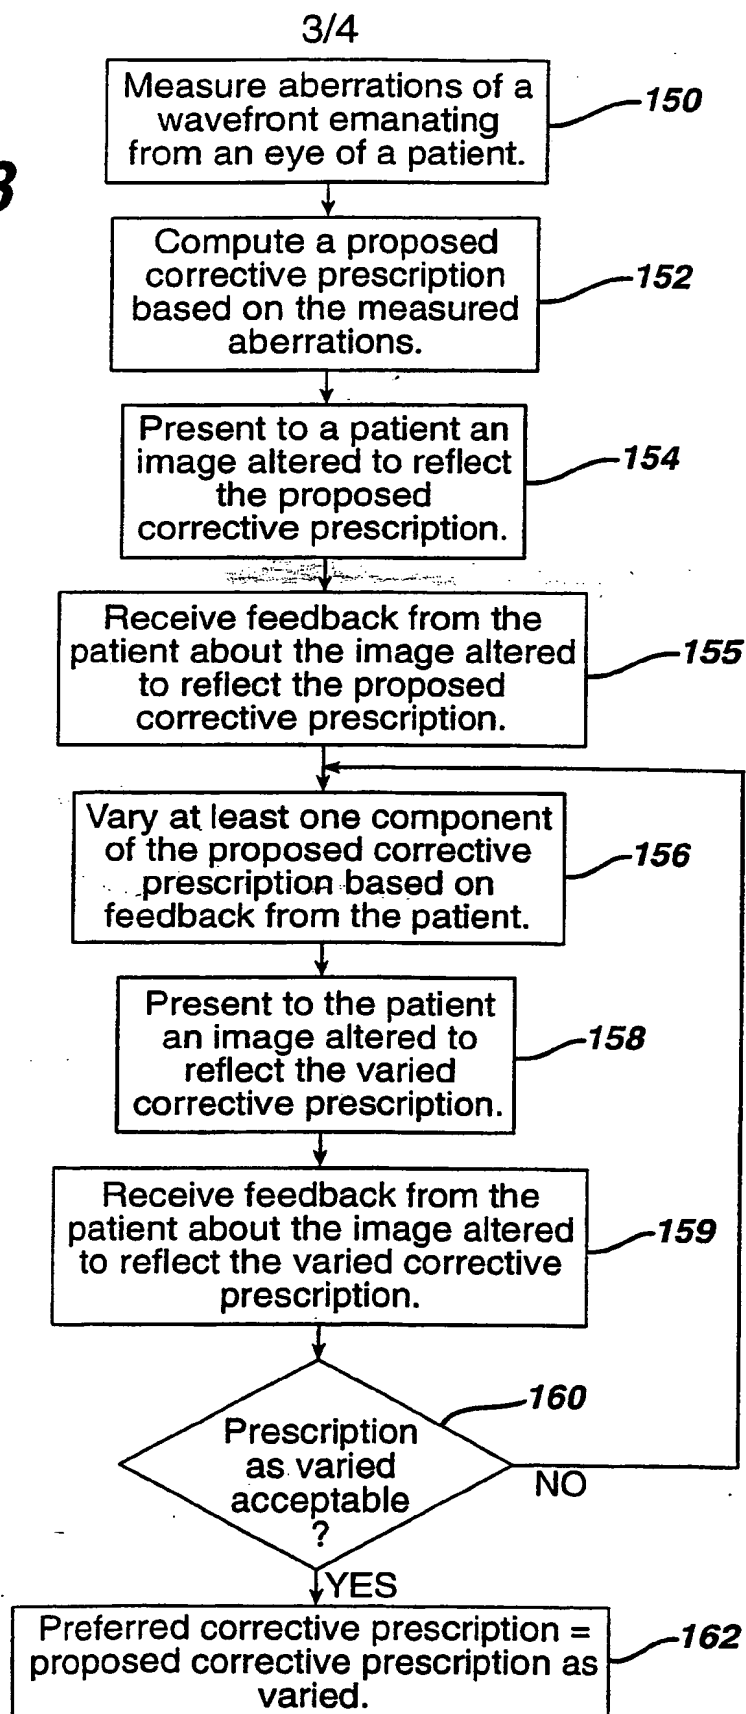 3/4
3
Measure aberrations of a
wavefront emanating
from an eye of a patient.
150
Compute a proposed
corrective prescription
based on the measured
aberrations.
152
Present to a patient an
image altered to reflect
the proposed
corrective prescription.
154
Receive feedback from the
patient about the image altered
to reflect the proposed
corrective prescription.
155
Vary at least one component
of the proposed corrective
prescription based on
feedback from the patient.
156
Present to the patient
an image altered to
reflect the varied
corrective prescription.
158
Receive feedback from the
patient about the image altered
to reflect the varied corrective
prescription.
159
160
Prescription
as varied
acceptable
?
NO
YES
Preferred corrective prescription =
proposed corrective prescription as
varied.
162